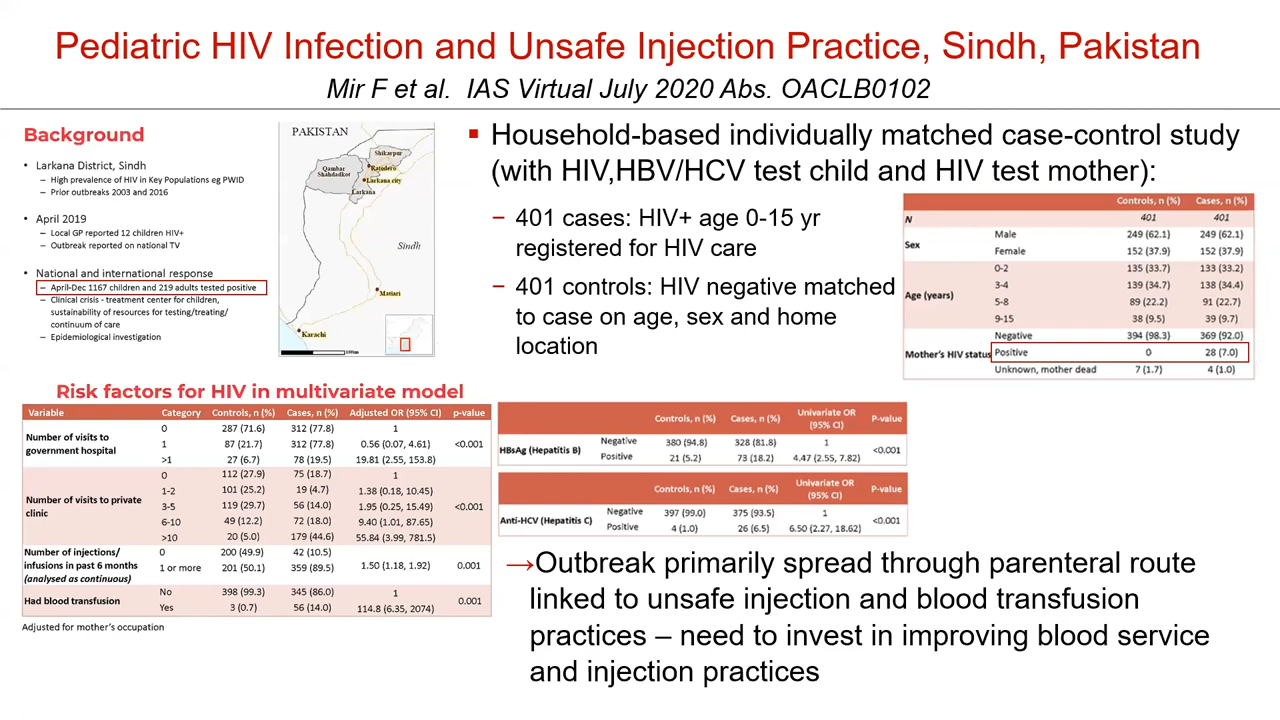 Pediatric HIV Infection and Unsafe Injection Practice, Sindh, Pakistan
Mir F et al.  IAS Virtual July 2020 Abs. OACLB0102
Background
• Larkana District, Sindh
– High prevalence of HIV in Key Populations eg PWID
– Prior outbreaks 2003 and 2016
• April 2019
– Local GP reported 12 children HIV+
– Outbreak reported on national TV
• National and international response
– April-Dec 1167 children and 219 adults tested positive
– Clinical crisis - treatment center for children,
sustainability of resources for testing/treating/
continuum of care
– Epidemiological investigation
PAKISTAN
Shikarpur
Qambar
Shahdadkot
Ratodero
Larkana city
Larkana
Sindh
Matiari
Karachi
▪ Household-based individually matched case-control study
(with HIV,HBV/HCV test child and HIV test mother):
− 401 cases: HIV+ age 0-15 yr
registered for HIV care
− 401 controls: HIV negative matched
to case on age, sex and home
location
Controls, n (%) Cases, n (%)
N 401 401
Sex Male 249 (62.1) 249 (62.1)
Female 152 (37.9) 152 (37.9)
Age (years) 0-2 135 (33.7) 133 (33.2)
3-4 139 (34.7) 138 (34.4)
5-8 89 (22.2) 91 (22.7)
9-15 38 (9.5) 39 (9.7)
Mother's HIV status Negative 394 (98.3) 369 (92.0)
Positive 0 28 (7.0)
Unknown, mother dead 7 (1.7) 4 (1.0)
Risk factors for HIV in multivariate model
Variable Category Controls, n (%) Cases, n (%) Adjusted OR (95% CI) p-value
Number of visits to government hospital 0 287 (71.6) 312 (77.8) 1 <0.001
1 87 (21.7) 312 (77.8) 0.56 (0.07, 4.61)
>1 27 (6.7) 78 (19.5) 19.81 (2.55, 153.8)
Number of visits to private clinic 0 112 (27.9) 75 (18.7) 1 <0.001
1-2 101 (25.2) 19 (4.7) 1.38 (0.18, 10.45)
3-5 119 (29.7) 56 (14.0) 1.95 (0.25, 15.49)
6-10 49 (12.2) 72 (18.0) 9.40 (1.01, 87.65)
>10 20 (5.0) 179 (44.6) 55.84 (3.99, 781.5)
Number of injections/ infusions in past 6 months (analysed as continuous) 0 200 (49.9) 42 (10.5) 1.50 (1.18, 1.92) 0.001
1 or more 201 (50.1) 359 (89.5)
Had blood transfusion No 398 (99.3) 345 (86.0) 1 0.001
Yes 3 (0.7) 56 (14.0) 114.8 (6.35, 2074)
Adjusted for mother's occupation
Controls, n (%) Cases, n (%) Univariate OR (95% CI) P-value
HBsAg (Hepatitis B) Negative 380 (94.8) 328 (81.8) 1 <0.001
Positive 21 (5.2) 73 (18.2) 4.47 (2.55, 7.82)
Controls, n (%) Cases, n (%) Univariate OR (95% CI) P-value
Anti-HCV (Hepatitis C) Negative 397 (99.0) 375 (93.5) 1 <0.001
Positive 4 (1.0) 26 (6.5) 6.50 (2.27, 18.62)
→Outbreak primarily spread through parenteral route
linked to unsafe injection and blood transfusion
practices – need to invest in improving blood service
and injection practices